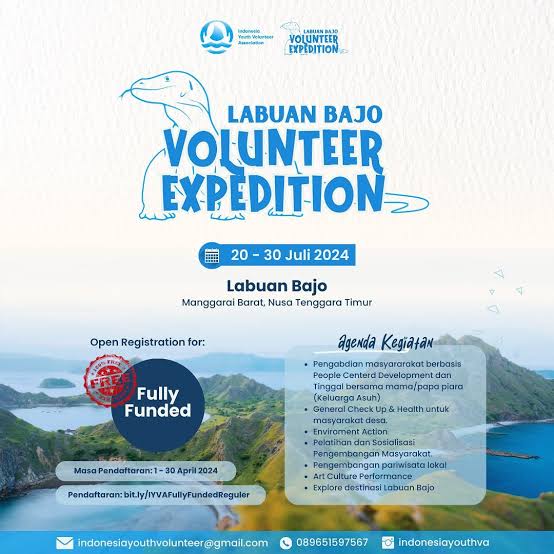 Indonesia
Youth Volunteer
Association
LABUAN BAJO
VOLUNTEER
EXPEDITION
LABUAN BAJO
VOLUNTEER
EXPEDITION
20 - 30 Juli 2024
Labuan Bajo
Manggarai Barat, Nusa Tenggara Timur
Open Registration for:
FREE
Fully
Funded
Masa Pendaftaran: 1 - 30 April 2024
Pendaftaran: bit.ly/IYVAFullyFundedReguler
Agenda Kegiatan
• Pengabdian masyararakat berbasis
People Centerd Development dan
Tinggal bersama mama/papa piara
(Keluarga Asuh)
• General Check Up & Health untuk
masyarakat desa.
• Enviroment Action
• Pelatihan dan Sosialisasi
Pengembangan Masyarakat.
• Pengembangan pariwisata lokal
• Art Culture Performance
• Explore destinasi Labuan Bajo
indonesiayouthvolunteer@gmail.com
089651597567
indonesiayouthva